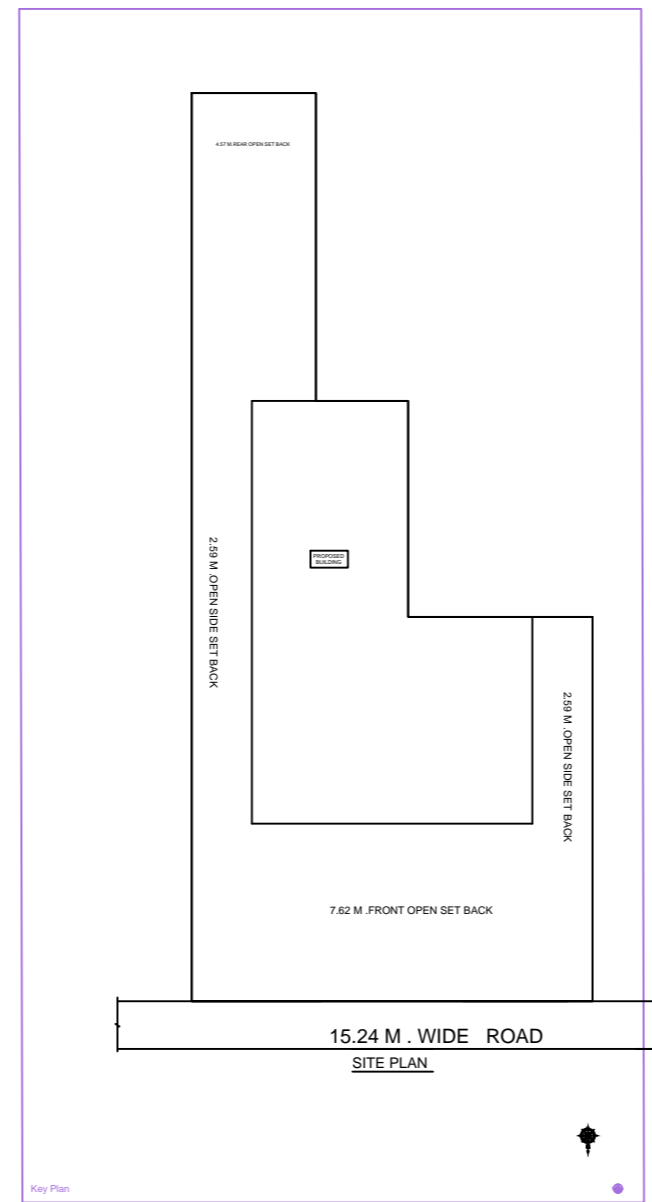 4.57 M.REAR OPEN SET BACK
PROPOSED
BUILDING
2.59 M .OPEN SIDE SET BACK
2.59 M .OPEN SIDE SET BACK
7.62 M .FRONT OPEN SET BACK
15.24 M . WIDE ROAD
SITE PLAN
Key Plan